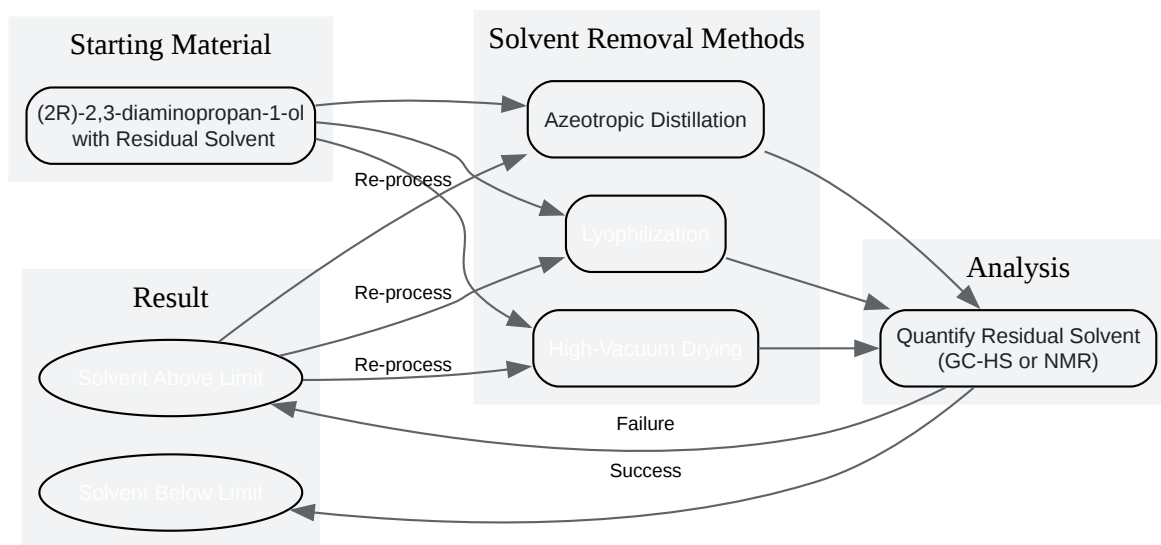 Starting Material
(2R)-2,3-diaminopropan-1-ol
with Residual Solvent
Solvent Removal Methods
Azeotropic Distillation
Lyophilization
High-Vacuum Drying
Analysis
Quantify Residual Solvent
(GC-HS or NMR)
Result
Solvent Above Limit
Solvent Below Limit
Re-process
Re-process
Re-process
Failure
Success